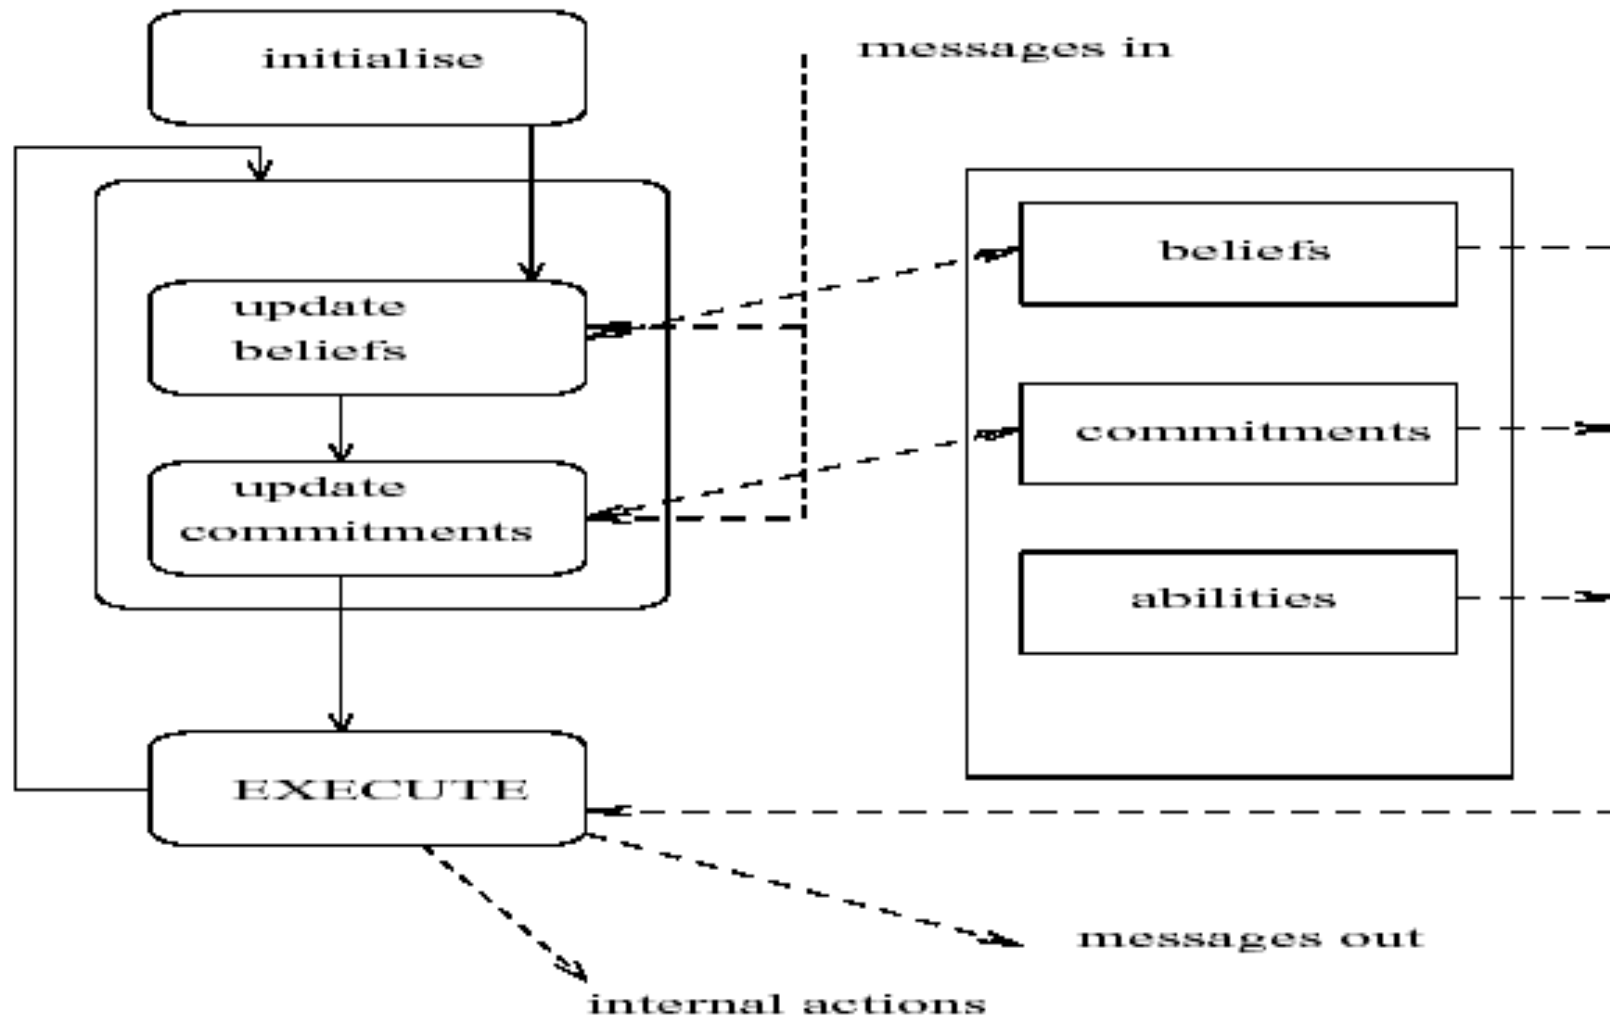 initialise
messages in
update
beliefs
update
commitments
EXECUTE
beliefs
commitments
abilities
messages out
internal actions